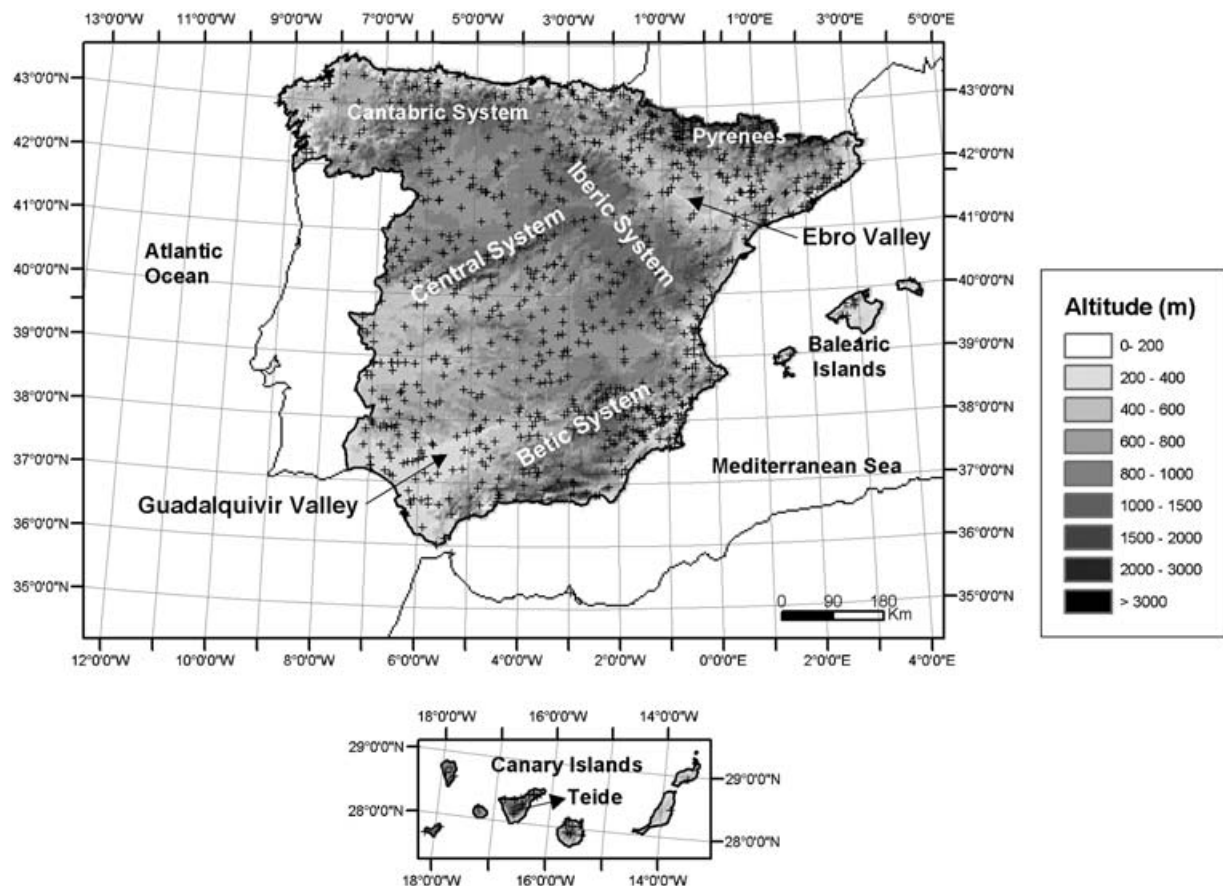 13°0'0"W 11°0'0"W 9°0'0"W 7°0'0"W 5°0'0"W 3°0'0"W 1°0'0"W 1°0'0"E 3°0'0"E 5°0'0"E
43°0'0"N
42°0'0"N
41°0'0"N
40°0'0"N
39°0'0"N
38°0'0"N
37°0'0"N
36°0'0"N
35°0'0"N
43°0'0"N
42°0'0"N
41°0'0"N
40°0'0"N
39°0'0"N
38°0'0"N
37°0'0"N
36°0'0"N
35°0'0"N
Cantabric System
Pyrenees
Iberic System
Ebro Valley
Central System
Atlantic
Ocean
Balearic
Islands
Betic System
Mediterranean Sea
Guadalquivir Valley
0 90 180
Km
12°0'0"W 10°0'0"W 8°0'0"W 6°0'0"W 4°0'0"W 2°0'0"W 0°0'0"E 2°0'0"E 4°0'0"E
Altitude (m)
0- 200
200 - 400
400 - 600
600 - 800
800 - 1000
1000 - 1500
1500 - 2000
2000 - 3000
> 3000
18°0'0"W 16°0'0"W 14°0'0"W
29°0'0"N
28°0'0"N
29°0'0"N
28°0'0"N
Canary Islands
Teide
18°0'0"W 16°0'0"W 14°0'0"W